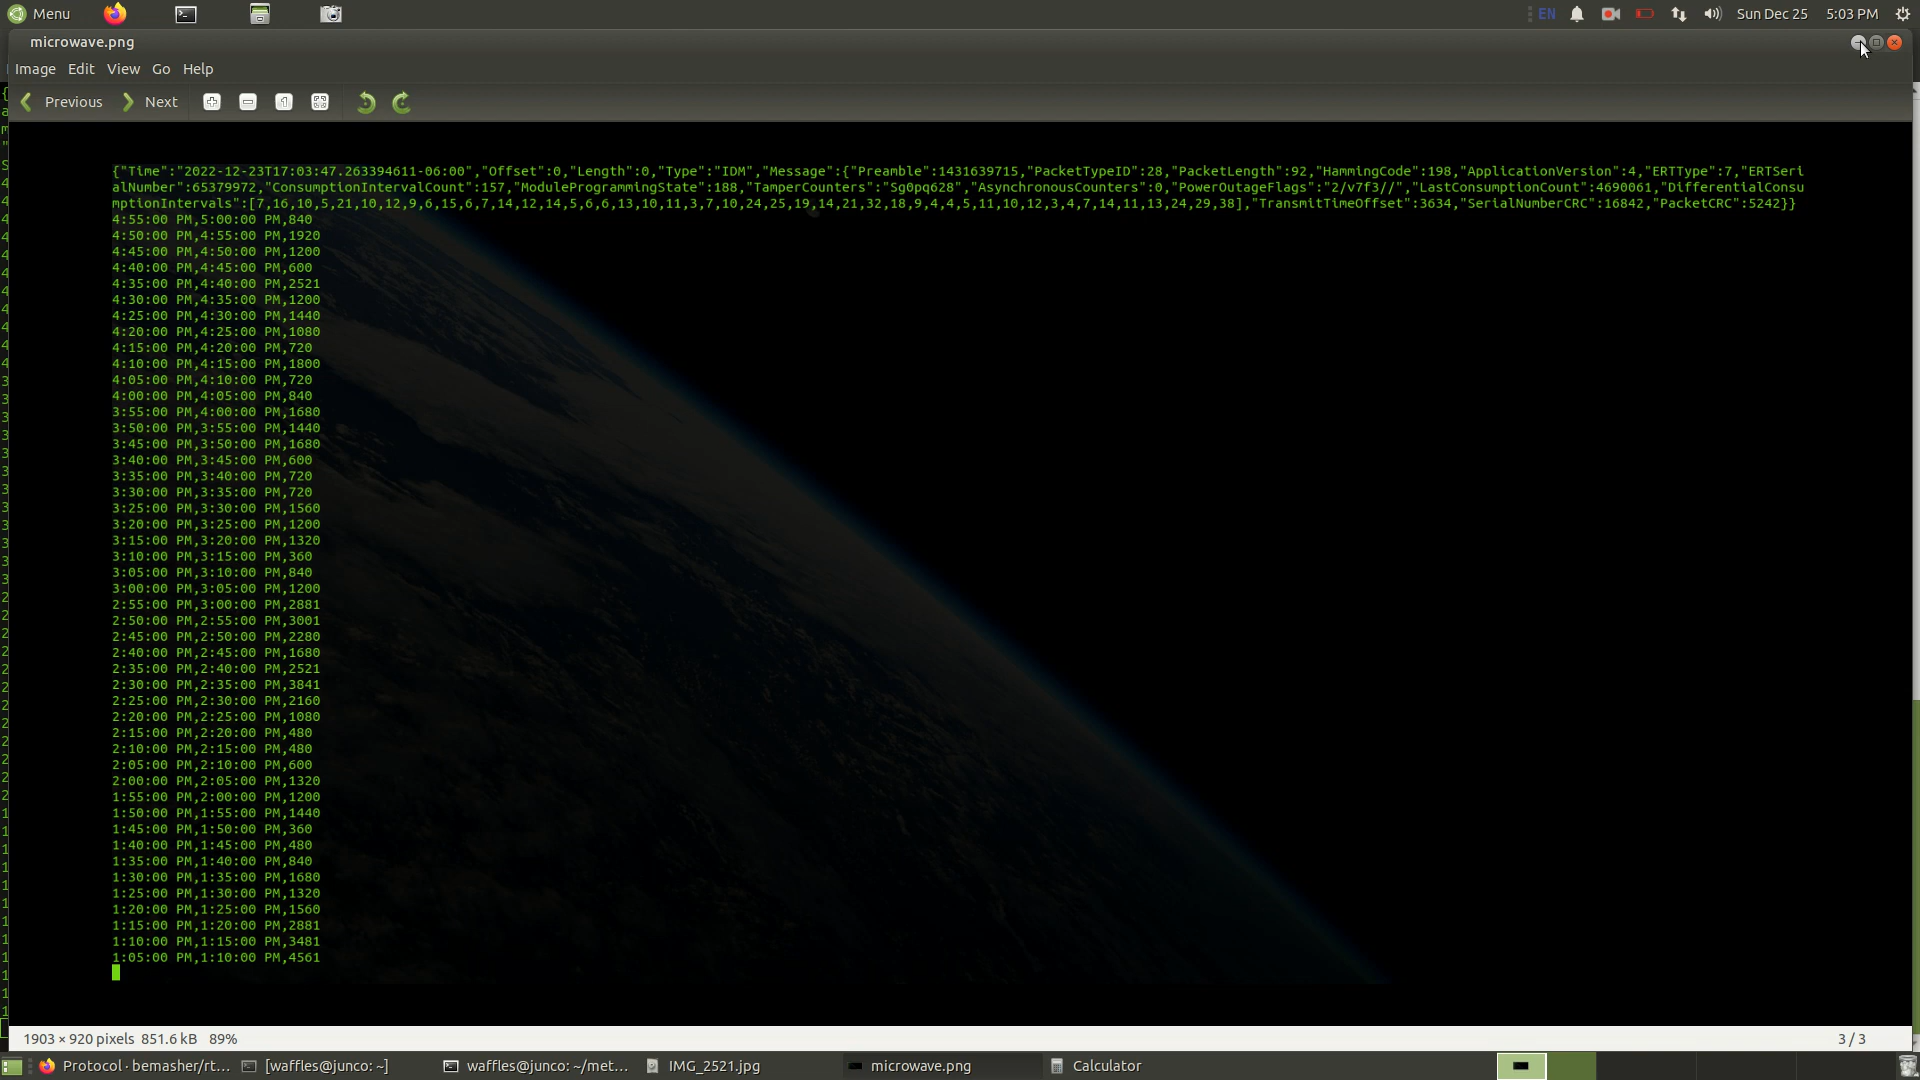 Menu EN Sun Dec 25 5:03 PM
microwave.png
Image Edit View Go Help
Previous Next
{"Time":"2022-12-23T17:03:47.263394611-06:00","Offset":0,"Length":0,"Type":"IDM","Message":{"Preamble":1431639715,"PacketTypeID":28,"PacketLength":92,"HammingCode":198,"ApplicationVersion":4,"ERTType":7,"ERTSeri
alNumber":65379972,"ConsumptionIntervalCount":157,"ModuleProgrammingState":188,"TamperCounters":"Sg0pq628","AsynchronousCounters":0,"PowerOutageFlags":"2/v7f3//","LastConsumptionCount":4690061,"DifferentialConsu
mptionIntervals":[7,16,10,5,21,10,12,9,6,15,6,7,14,12,14,5,6,6,13,10,11,3,7,10,24,25,19,14,21,32,18,9,4,4,5,11,10,12,3,4,7,14,11,13,24,29,38],"TransmitTimeOffset":3634,"SerialNumberCRC":16842,"PacketCRC":5242}}
4:55:00 PM,5:00:00 PM,840
4:50:00 PM,4:55:00 PM,1920
4:45:00 PM,4:50:00 PM,1200
4:40:00 PM,4:45:00 PM,600
4:35:00 PM,4:40:00 PM,2521
4:30:00 PM,4:35:00 PM,1200
4:25:00 PM,4:30:00 PM,1440
4:20:00 PM,4:25:00 PM,1080
4:15:00 PM,4:20:00 PM,720
4:10:00 PM,4:15:00 PM,1800
4:05:00 PM,4:10:00 PM,720
4:00:00 PM,4:05:00 PM,840
3:55:00 PM,4:00:00 PM,1680
3:50:00 PM,3:55:00 PM,1440
3:45:00 PM,3:50:00 PM,1680
3:40:00 PM,3:45:00 PM,600
3:35:00 PM,3:40:00 PM,720
3:30:00 PM,3:35:00 PM,720
3:25:00 PM,3:30:00 PM,1560
3:20:00 PM,3:25:00 PM,1200
3:15:00 PM,3:20:00 PM,1320
3:10:00 PM,3:15:00 PM,360
3:05:00 PM,3:10:00 PM,840
3:00:00 PM,3:05:00 PM,1200
2:55:00 PM,3:00:00 PM,2881
2:50:00 PM,2:55:00 PM,3001
2:45:00 PM,2:50:00 PM,2280
2:40:00 PM,2:45:00 PM,1680
2:35:00 PM,2:40:00 PM,2521
2:30:00 PM,2:35:00 PM,3841
2:25:00 PM,2:30:00 PM,2160
2:20:00 PM,2:25:00 PM,1080
2:15:00 PM,2:20:00 PM,480
2:10:00 PM,2:15:00 PM,480
2:05:00 PM,2:10:00 PM,600
2:00:00 PM,2:05:00 PM,1320
1:55:00 PM,2:00:00 PM,1200
1:50:00 PM,1:55:00 PM,1440
1:45:00 PM,1:50:00 PM,360
1:40:00 PM,1:45:00 PM,480
1:35:00 PM,1:40:00 PM,840
1:30:00 PM,1:35:00 PM,1680
1:25:00 PM,1:30:00 PM,1320
1:20:00 PM,1:25:00 PM,1560
1:15:00 PM,1:20:00 PM,2881
1:10:00 PM,1:15:00 PM,3481
1:05:00 PM,1:10:00 PM,4561
1903 × 920 pixels 851.6 kB 89% 3 / 3
Protocol · bemasher/rt... [waffles@junco: ~] waffles@junco: ~/met... IMG_2521.jpg microwave.png Calculator